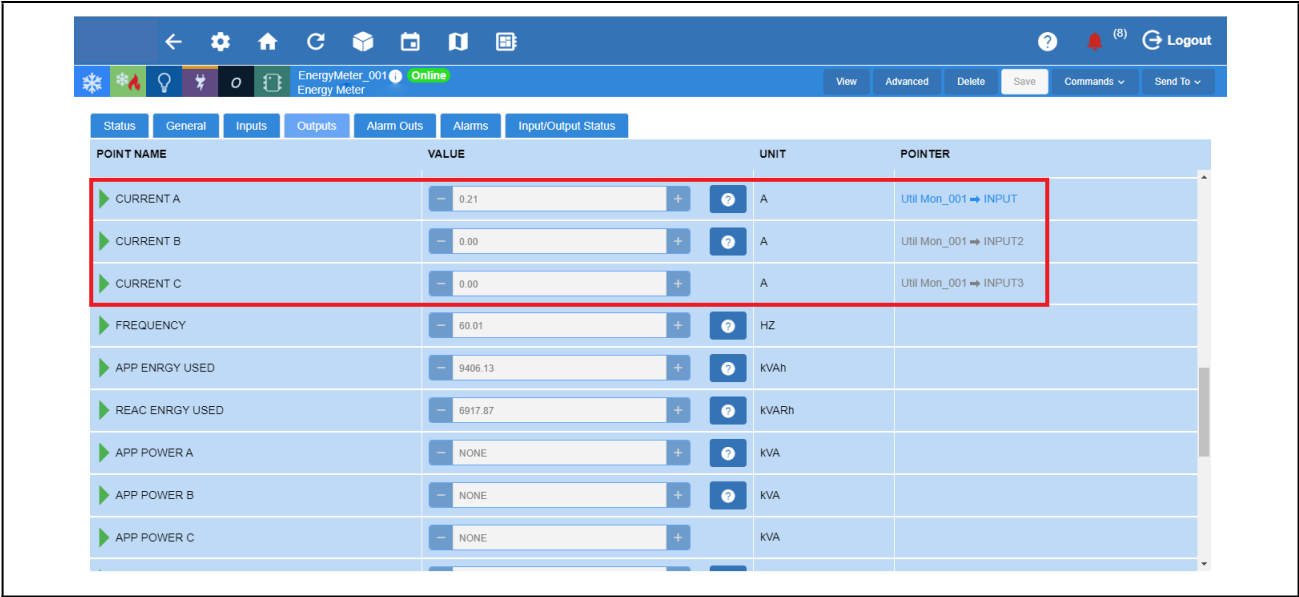 (8) Logout
EnergyMeter_001 Online
Energy Meter
View Advanced Delete Save Commands Send To
Status General Inputs Outputs Alarm Outs Alarms Input/Output Status
POINT NAME VALUE UNIT POINTER
CURRENT A 0.21 A Util Mon_001 ➡ INPUT
CURRENT B 0.00 A Util Mon_001 ➡ INPUT2
CURRENT C 0.00 A Util Mon_001 ➡ INPUT3
FREQUENCY 60.01 HZ
APP ENRGY USED 9406.13 kVAh
REAC ENRGY USED 6917.87 kVARh
APP POWER A NONE kVA
APP POWER B NONE kVA
APP POWER C NONE kVA